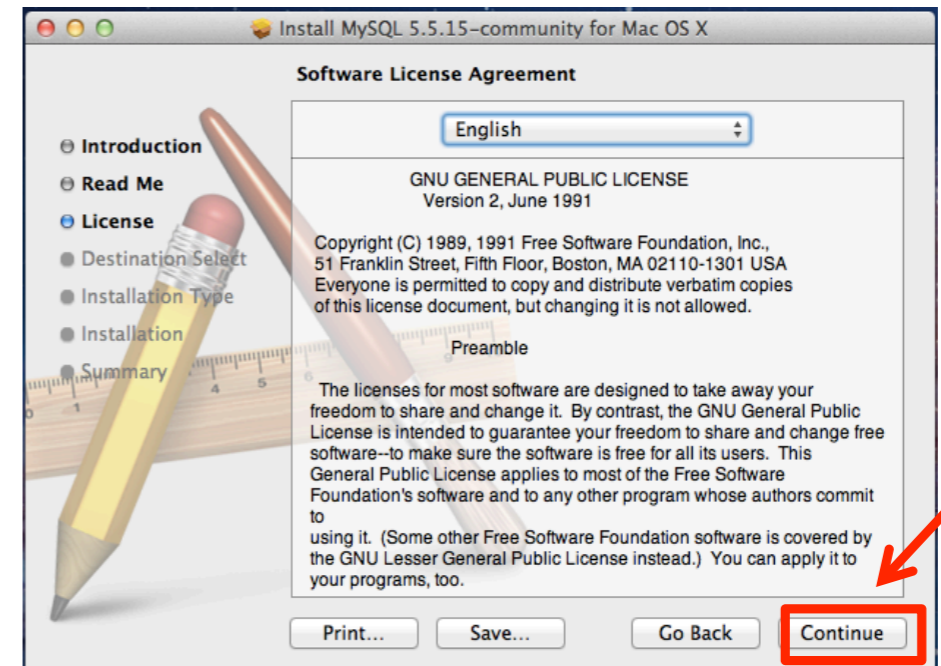 Install MySQL 5.5.15-community for Mac OS X
Software License Agreement
Introduction
Read Me
License
Destination Select
Installation Type
Installation
Summary
English
GNU GENERAL PUBLIC LICENSE
Version 2, June 1991
Copyright (C) 1989, 1991 Free Software Foundation, Inc.,
51 Franklin Street, Fifth Floor, Boston, MA 02110-1301 USA
Everyone is permitted to copy and distribute verbatim copies
of this license document, but changing it is not allowed.
Preamble
The licenses for most software are designed to take away your
freedom to share and change it. By contrast, the GNU General Public
License is intended to guarantee your freedom to share and change free
software--to make sure the software is free for all its users. This
General Public License applies to most of the Free Software
Foundation's software and to any other program whose authors commit
to
using it. (Some other Free Software Foundation software is covered by
the GNU Lesser General Public License instead.) You can apply it to
your programs, too.
Print...
Save...
Go Back
Continue
0 1 4 5 6 9